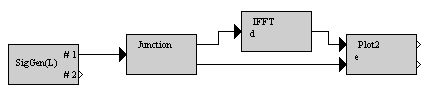 SigGen(L)
# 1
# 2
Junction
IFFT
d
Plot2
e